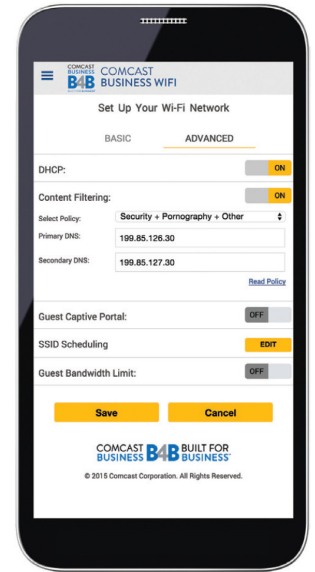 COMCAST
BUSINESS
B4B
COMCAST
BUSINESS WIFI
Set Up Your Wi-Fi Network
BASIC ADVANCED
DHCP: ON
Content Filtering: ON
Select Policy: Security + Pornography + Other
Primary DNS: 199.85.126.30
Secondary DNS: 199.85.127.30
Read Policy
Guest Captive Portal: OFF
SSID Scheduling EDIT
Guest Bandwidth Limit: OFF
Save Cancel
COMCAST BUSINESS B4B BUILT FOR BUSINESS™
© 2015 Comcast Corporation. All Rights Reserved.